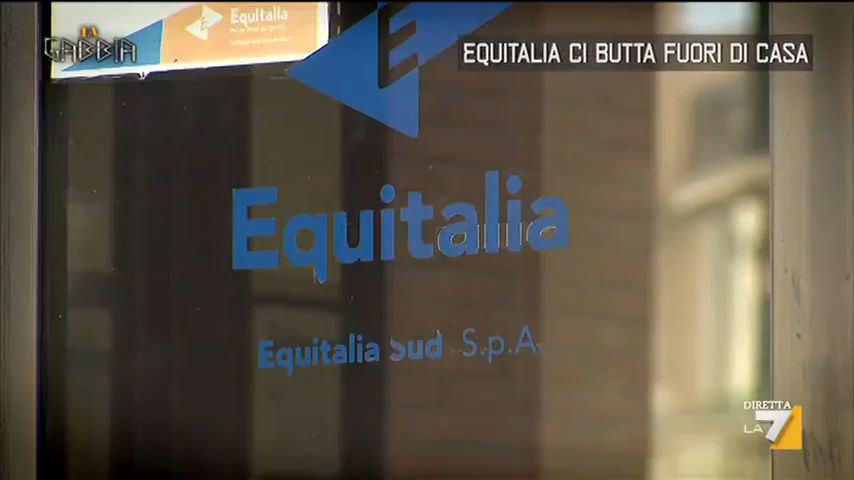 LA
GABBIA
Equitalia
EQUITALIA CI BUTTA FUORI DI CASA
E
Equitalia
Equitalia Sud S.p.A.
DIRETTA
LA 7